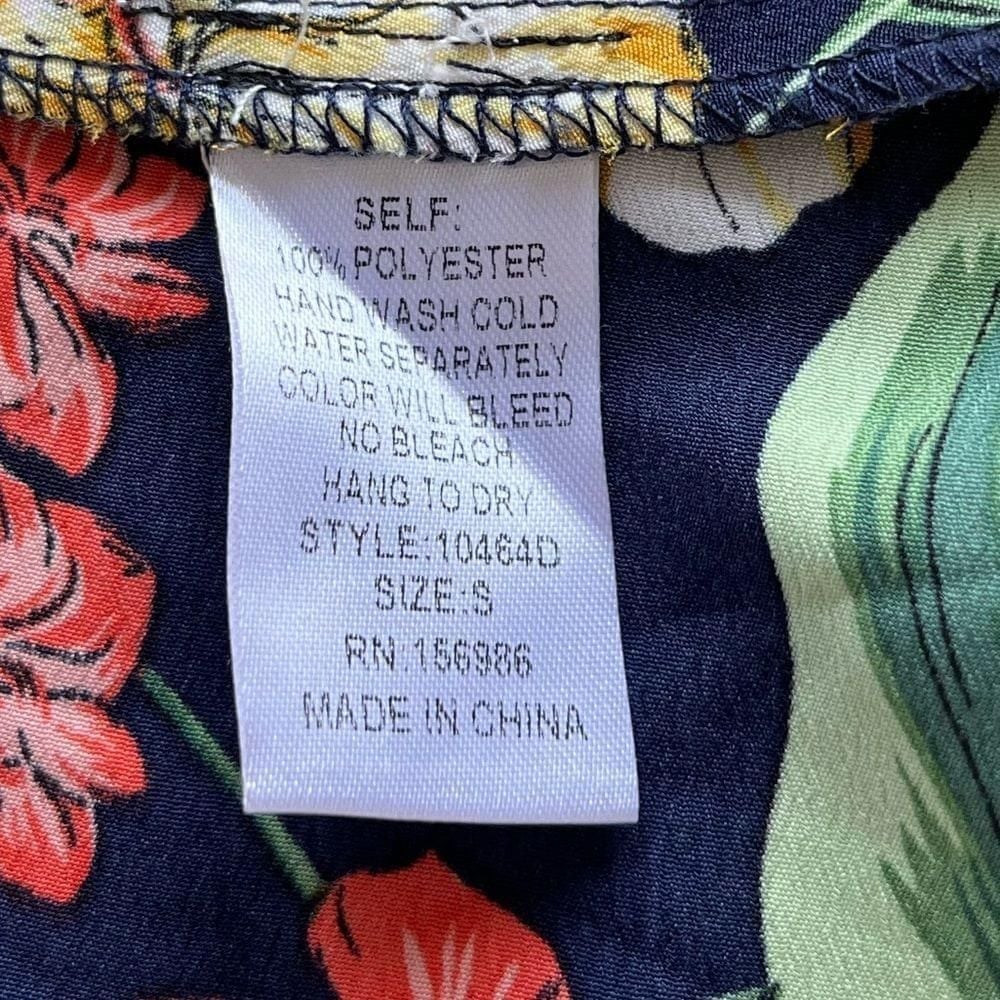 SELF:
100% POLYESTER
HAND WASH COLD
WATER SEPARATELY
COLOR WILL BLEED
NO BLEACH
HANG TO DRY
STYLE:10464D
SIZE:S
RN:156986
MADE IN CHINA